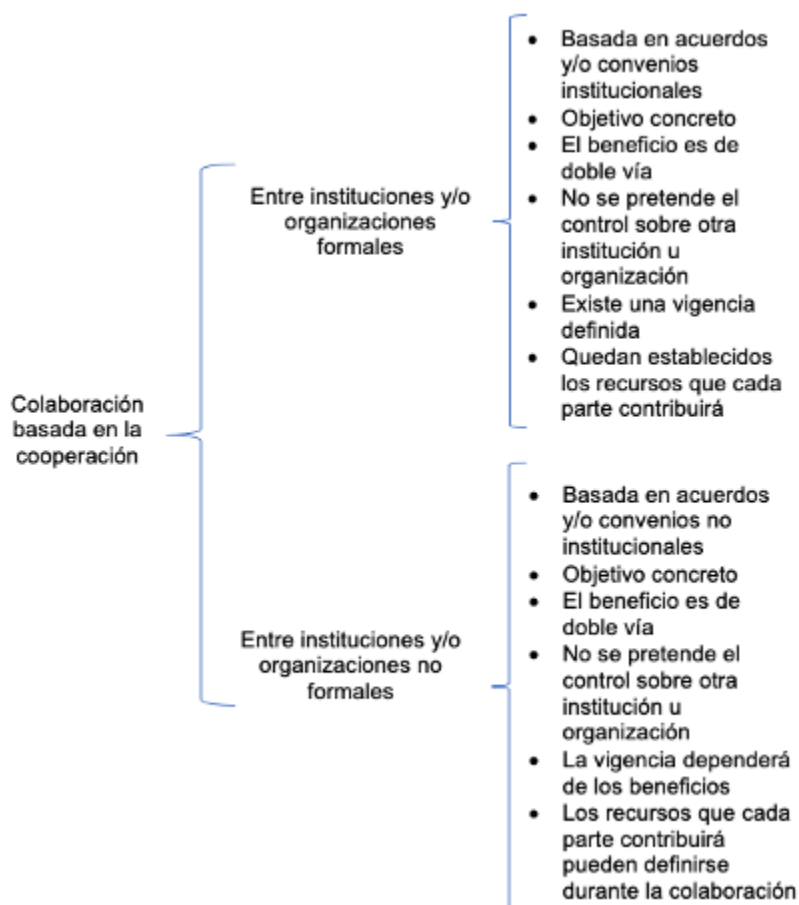 Colaboración
basada en la
cooperación
Entre instituciones y/o
organizaciones
formales
• Basada en acuerdos
y/o convenios
institucionales
• Objetivo concreto
• El beneficio es de
doble vía
• No se pretende el
control sobre otra
institución u
organización
• Existe una vigencia
definida
• Quedan establecidos
los recursos que cada
parte contribuirá
Entre instituciones y/o
organizaciones no
formales
• Basada en acuerdos
y/o convenios no
institucionales
• Objetivo concreto
• El beneficio es de
doble vía
• No se pretende el
control sobre otra
institución u
organización
• La vigencia dependerá
de los beneficios
• Los recursos que cada
parte contribuirá
pueden definirse
durante la colaboración